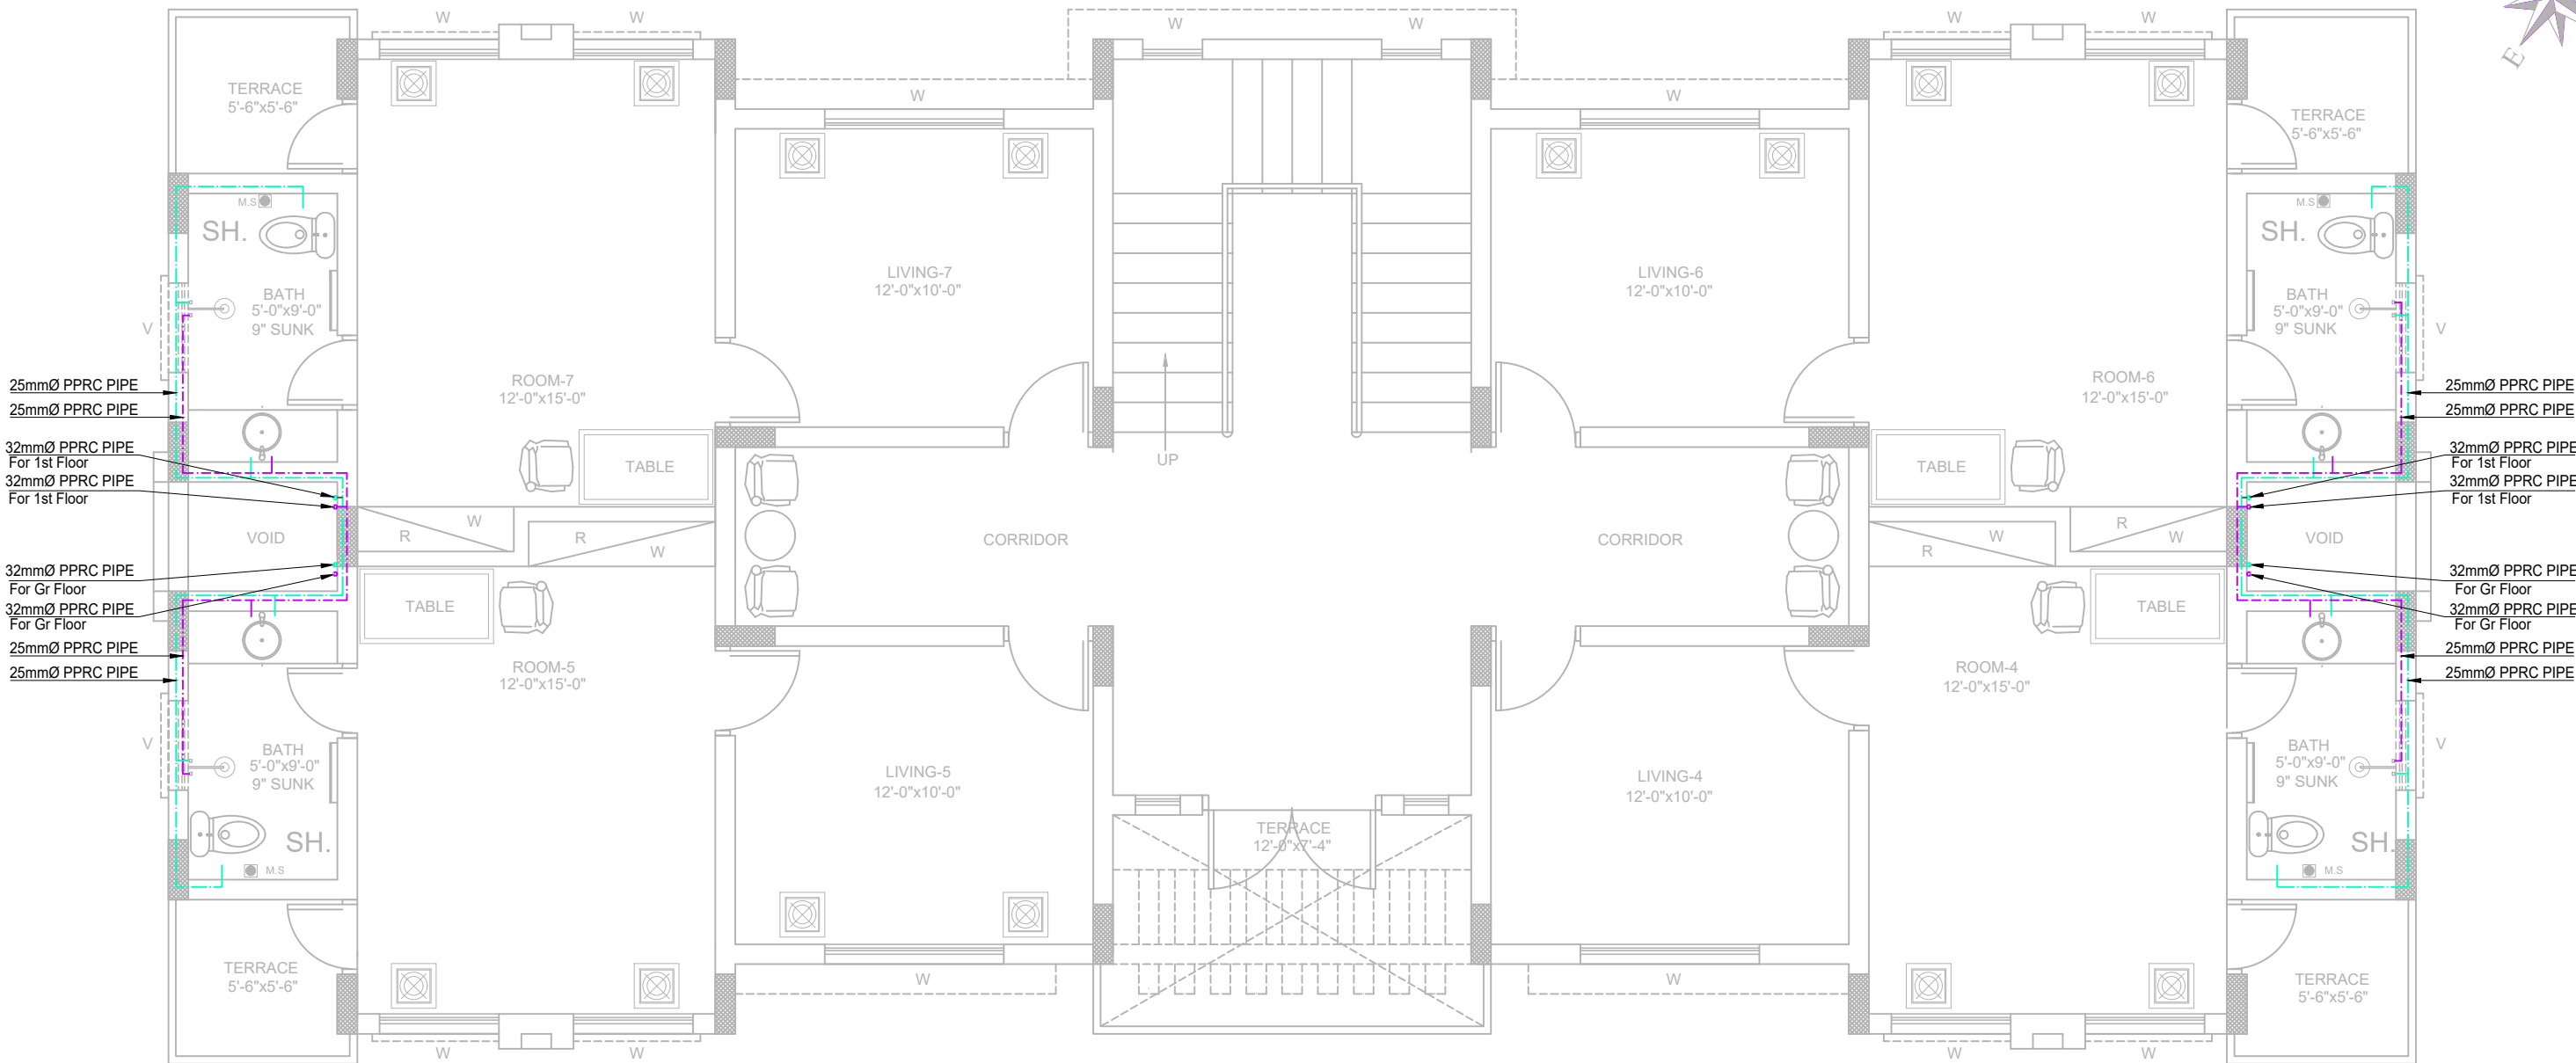 W
W
W
W
W
W
E
TERRACE
5'-6"x5'-6"
W
W
TERRACE
5'-6"x5'-6"
M.S
SH.
M.S
SH.
BATH
5'-0"x9'-0"
9" SUNK
V
LIVING-7
12'-0"x10'-0"
LIVING-6
12'-0"x10'-0"
BATH
5'-0"x9'-0"
9" SUNK
V
25mmØ PPRC PIPE
25mmØ PPRC PIPE
ROOM-7
12'-0"x15'-0"
ROOM-6
12'-0"x15'-0"
25mmØ PPRC PIPE
25mmØ PPRC PIPE
32mmØ PPRC PIPE
For 1st Floor
32mmØ PPRC PIPE
For 1st Floor
TABLE
UP
TABLE
32mmØ PPRC PIPE
For 1st Floor
32mmØ PPRC PIPE
For 1st Floor
VOID
R
W
R
W
CORRIDOR
CORRIDOR
R
W
R
W
VOID
32mmØ PPRC PIPE
For Gr Floor
32mmØ PPRC PIPE
For Gr Floor
TABLE
TABLE
32mmØ PPRC PIPE
For Gr Floor
32mmØ PPRC PIPE
For Gr Floor
25mmØ PPRC PIPE
25mmØ PPRC PIPE
ROOM-5
12'-0"x15'-0"
ROOM-4
12'-0"x15'-0"
25mmØ PPRC PIPE
25mmØ PPRC PIPE
V
BATH
5'-0"x9'-0"
9" SUNK
LIVING-5
12'-0"x10'-0"
LIVING-4
12'-0"x10'-0"
BATH
5'-0"x9'-0"
9" SUNK
V
SH.
M.S
TERRACE
12'-0"x7'-4"
SH.
M.S
TERRACE
5'-6"x5'-6"
W
W
TERRACE
5'-6"x5'-6"
W
W
W
W